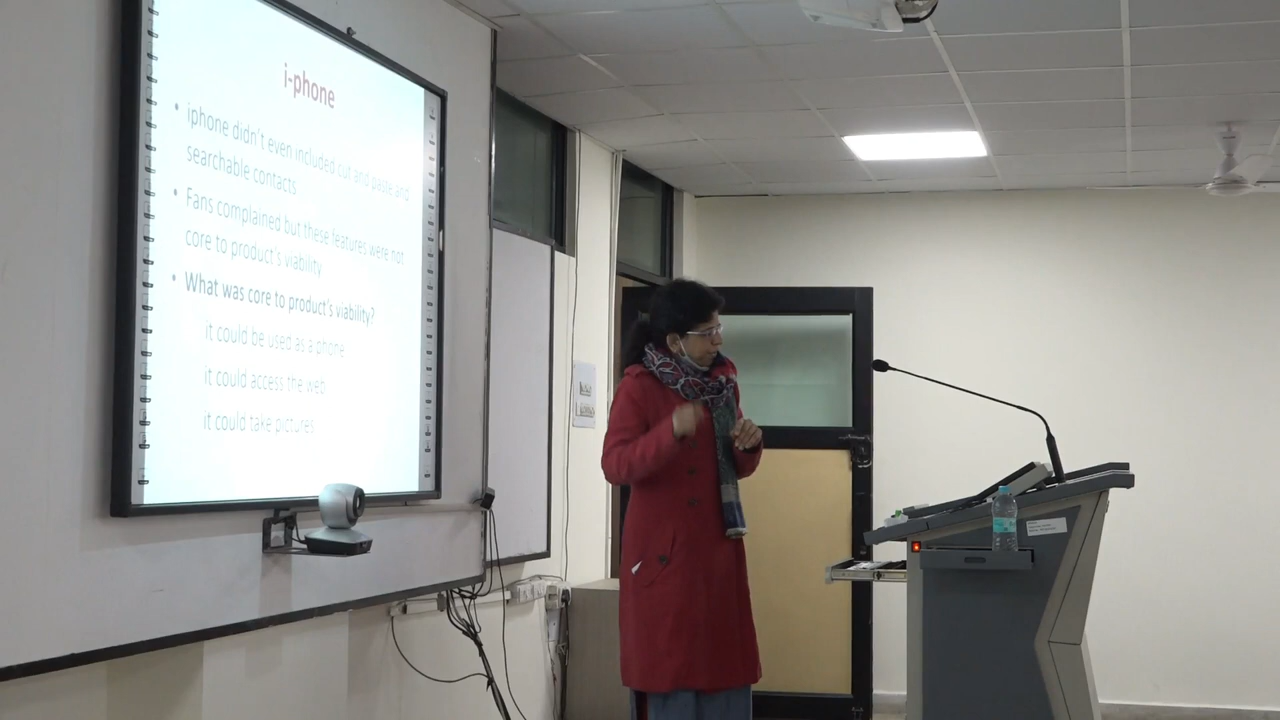 i-phone
• iphone didn't even included cut and paste and
searchable contacts
• Fans complained but these features were not
core to product's viability
• What was core to product's viability?
it could be used as a phone
it could access the web
it could take pictures